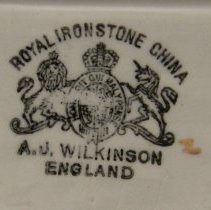 ROYAL IRONSTONE CHINA
A.J. WILKINSON
ENGLAND